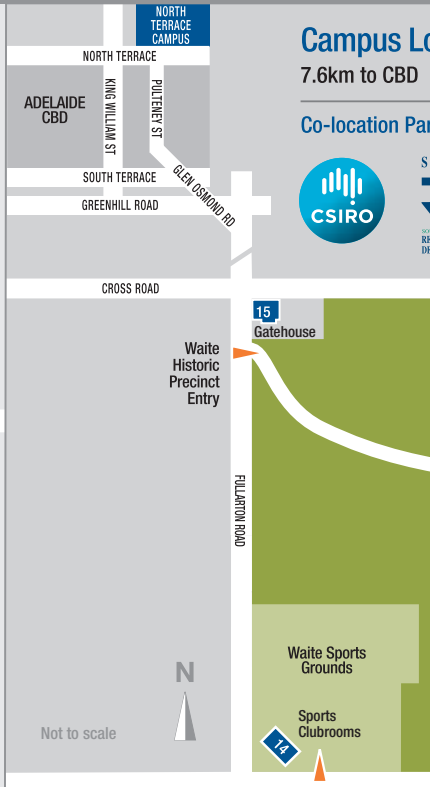 NORTH
TERRACE
CAMPUS
NORTH TERRACE
ADELAIDE
CBD
KING WILLIAM ST
PULTENEY ST
SOUTH TERRACE
GLEN OSMOND RD
GREENHILL ROAD
CROSS ROAD
Campus Lo
7.6km to CBD
Co-location Par
CSIRO
S
RE
DE
15
Gatehouse
Waite
Historic
Precinct
Entry
FULLARTON ROAD
Waite Sports
Grounds
Sports
Clubrooms
14
N
Not to scale